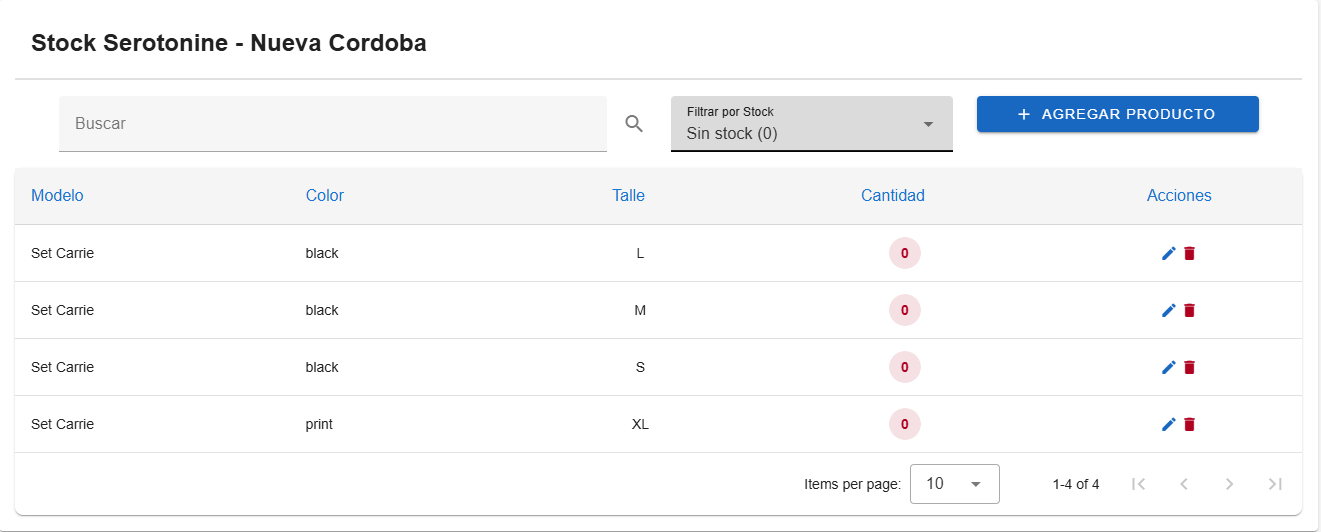 Stock Serotonine - Nueva Cordoba
Buscar
Filtrar por Stock
Sin stock (0)
+ AGREGAR PRODUCTO
Modelo Color Talle Cantidad Acciones
Set Carrie black L 0
Set Carrie black M 0
Set Carrie black S 0
Set Carrie print XL 0
Items per page: 10 1-4 of 4